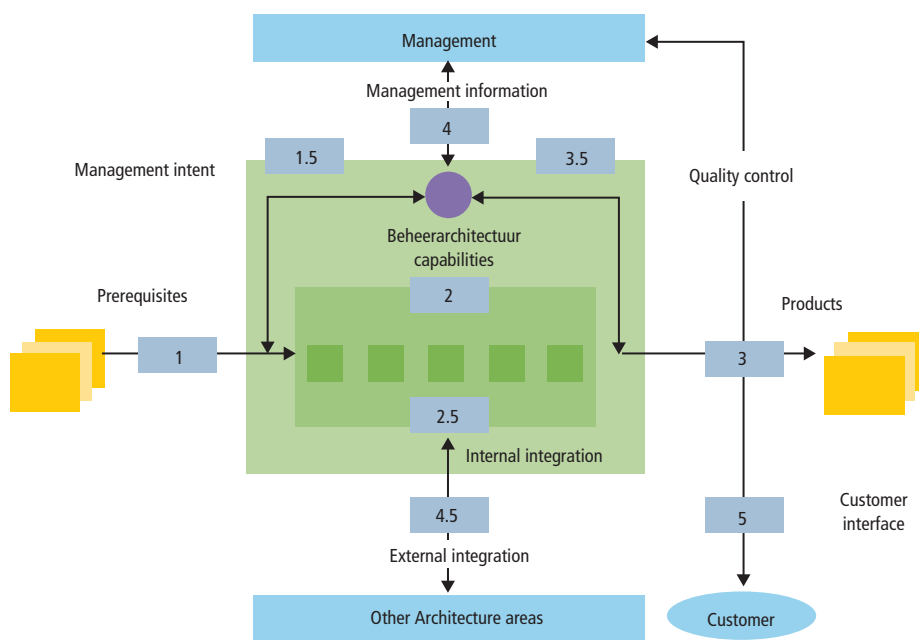 Management
Management information
4
1.5
3.5
Management intent
Quality control
Beheerarchitectuur
capabilities
Prerequisites
2
Products
1
3
2.5
Internal integration
4.5
5
Customer
interface
External integration
Other Architecture areas
Customer